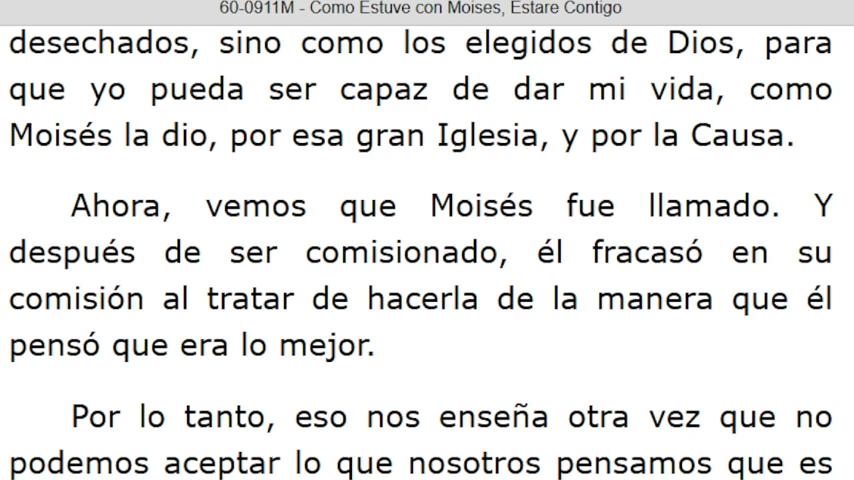 60-0911M - Como Estuve con Moises, Estare Contigo
desechados, sino como los elegidos de Dios, para
que yo pueda ser capaz de dar mi vida, como
Moisés la dio, por esa gran Iglesia, y por la Causa.
Ahora, vemos que Moisés fue llamado. Y
después de ser comisionado, él fracasó en su
comisión al tratar de hacerla de la manera que él
pensó que era lo mejor.
Por lo tanto, eso nos enseña otra vez que no
podemos aceptar lo que nosotros pensamos que es